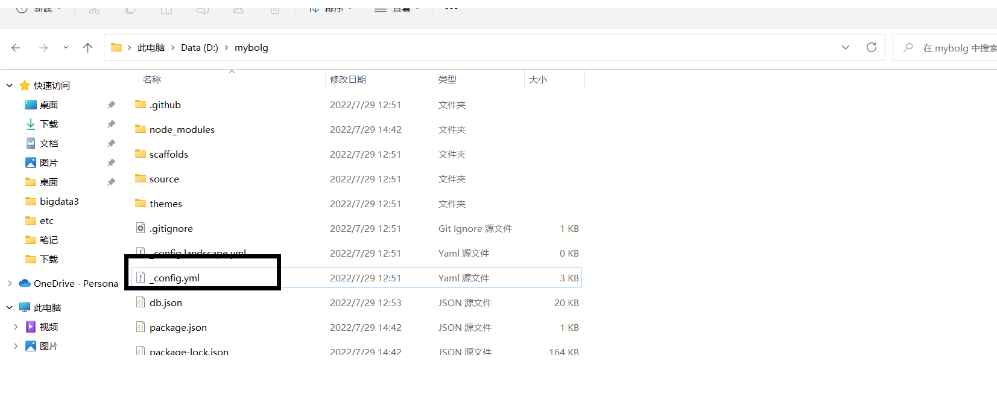 新建
排序
查看
此电脑 > Data (D:) > mybolg
在 mybolg 中搜索
名称 修改日期 类型 大小
快速访问
桌面
下载
文档
图片
桌面
bigdata3
etc
笔记
下载
OneDrive - Persona
此电脑
视频
图片
.github 2022/7/29 12:51 文件夹
node_modules 2022/7/29 14:42 文件夹
scaffolds 2022/7/29 12:51 文件夹
source 2022/7/29 12:51 文件夹
themes 2022/7/29 12:51 文件夹
.gitignore 2022/7/29 12:51 Git Ignore 源文件 1 KB
_config.landscape.yml 2022/7/29 12:51 Yaml 源文件 0 KB
_config.yml 2022/7/29 12:51 Yaml 源文件 3 KB
db.json 2022/7/29 12:53 JSON 源文件 20 KB
package.json 2022/7/29 14:42 JSON 源文件 1 KB
package-lock.json 2022/7/29 14:42 JSON 源文件 164 KB